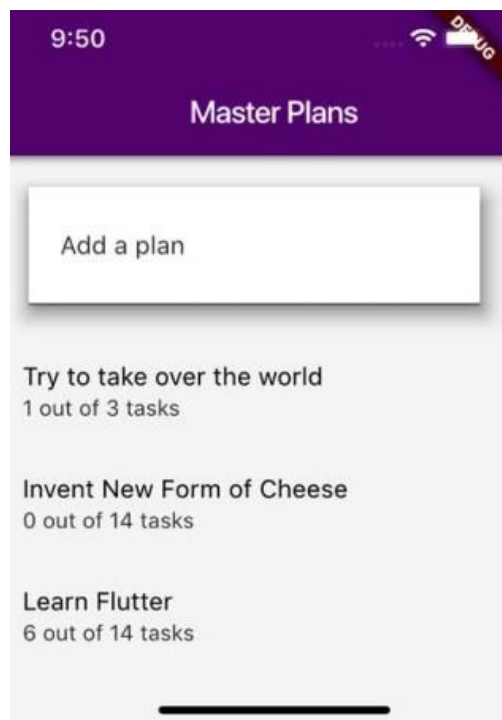 9:50
DEBUG
Master Plans
Add a plan
Try to take over the world
1 out of 3 tasks
Invent New Form of Cheese
0 out of 14 tasks
Learn Flutter
6 out of 14 tasks